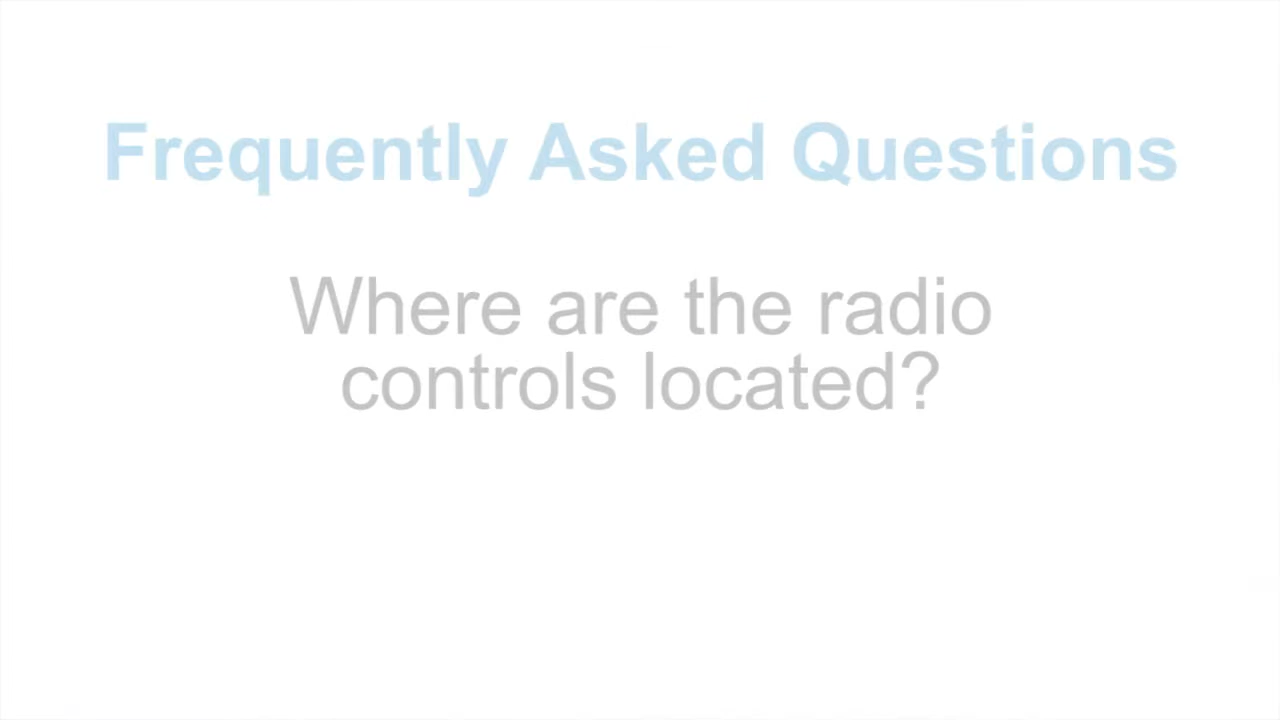 Frequently Asked Questions
Where are the radio
controls located?